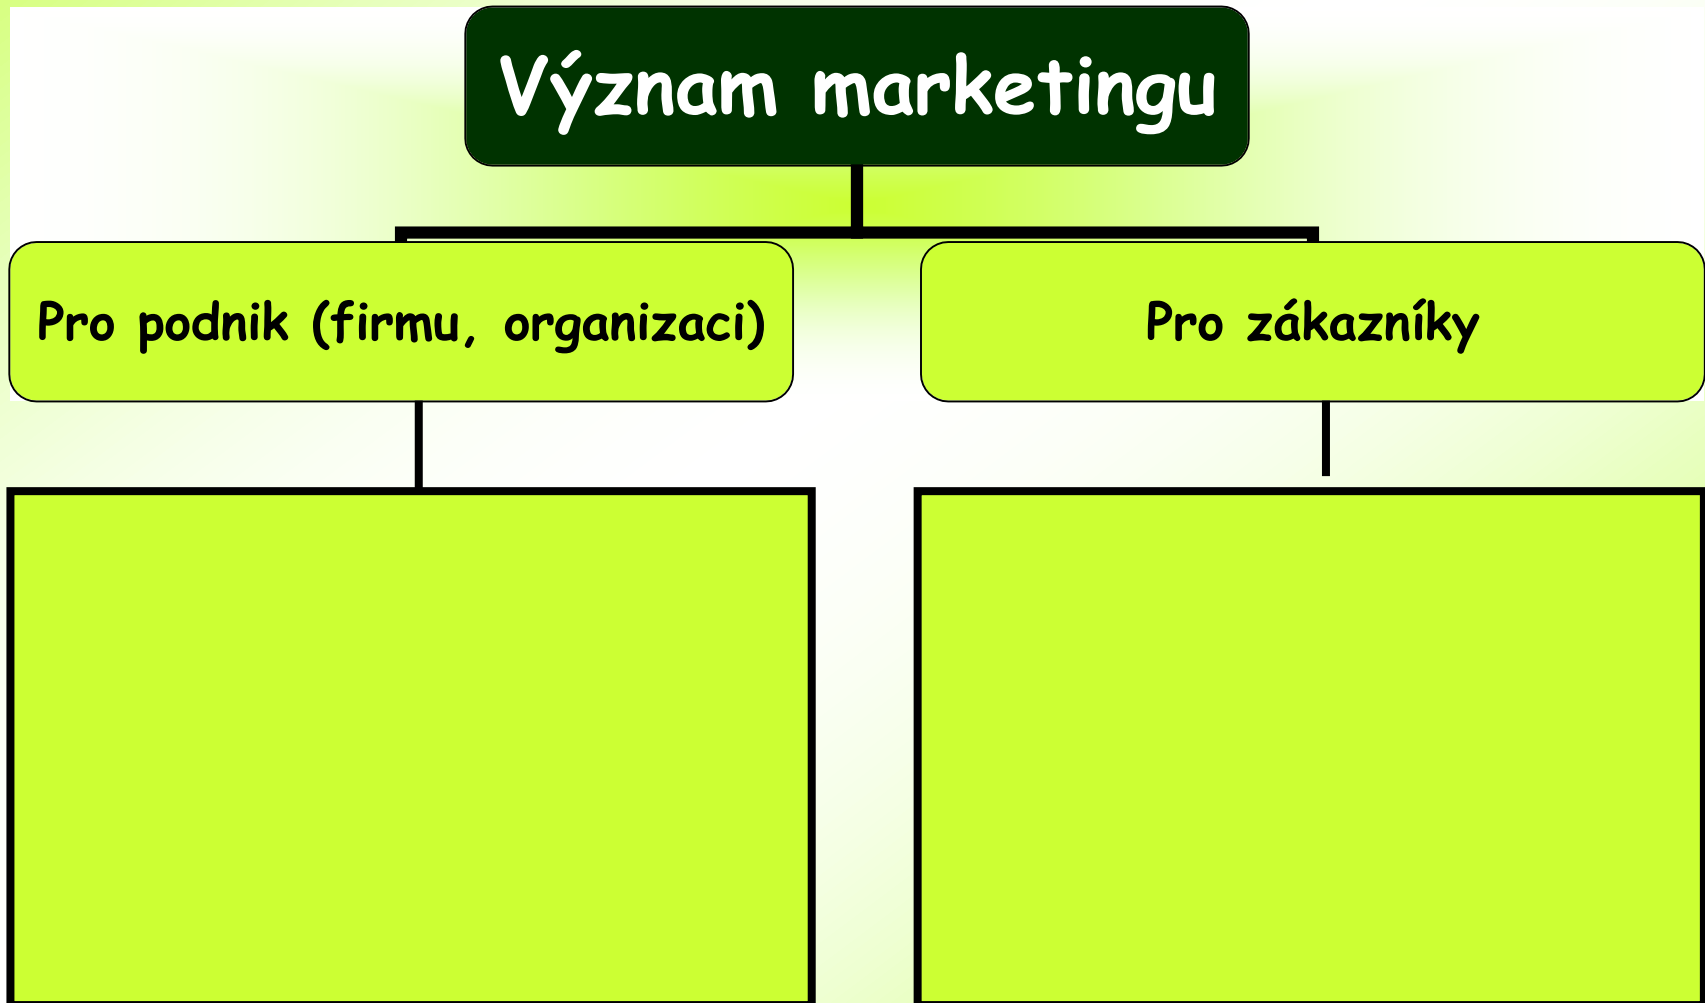 Význam marketingu
Pro podnik (firmu, organizaci)
Pro zákazníky